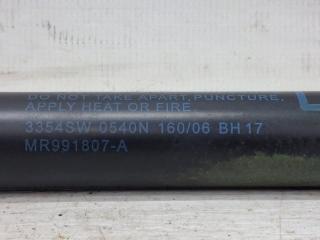 DO NOT TAKE APART,PUNCTURE,
APPLY HEAT OR FIRE
3354SW 0540N 160/06 BH17
MR991807-A